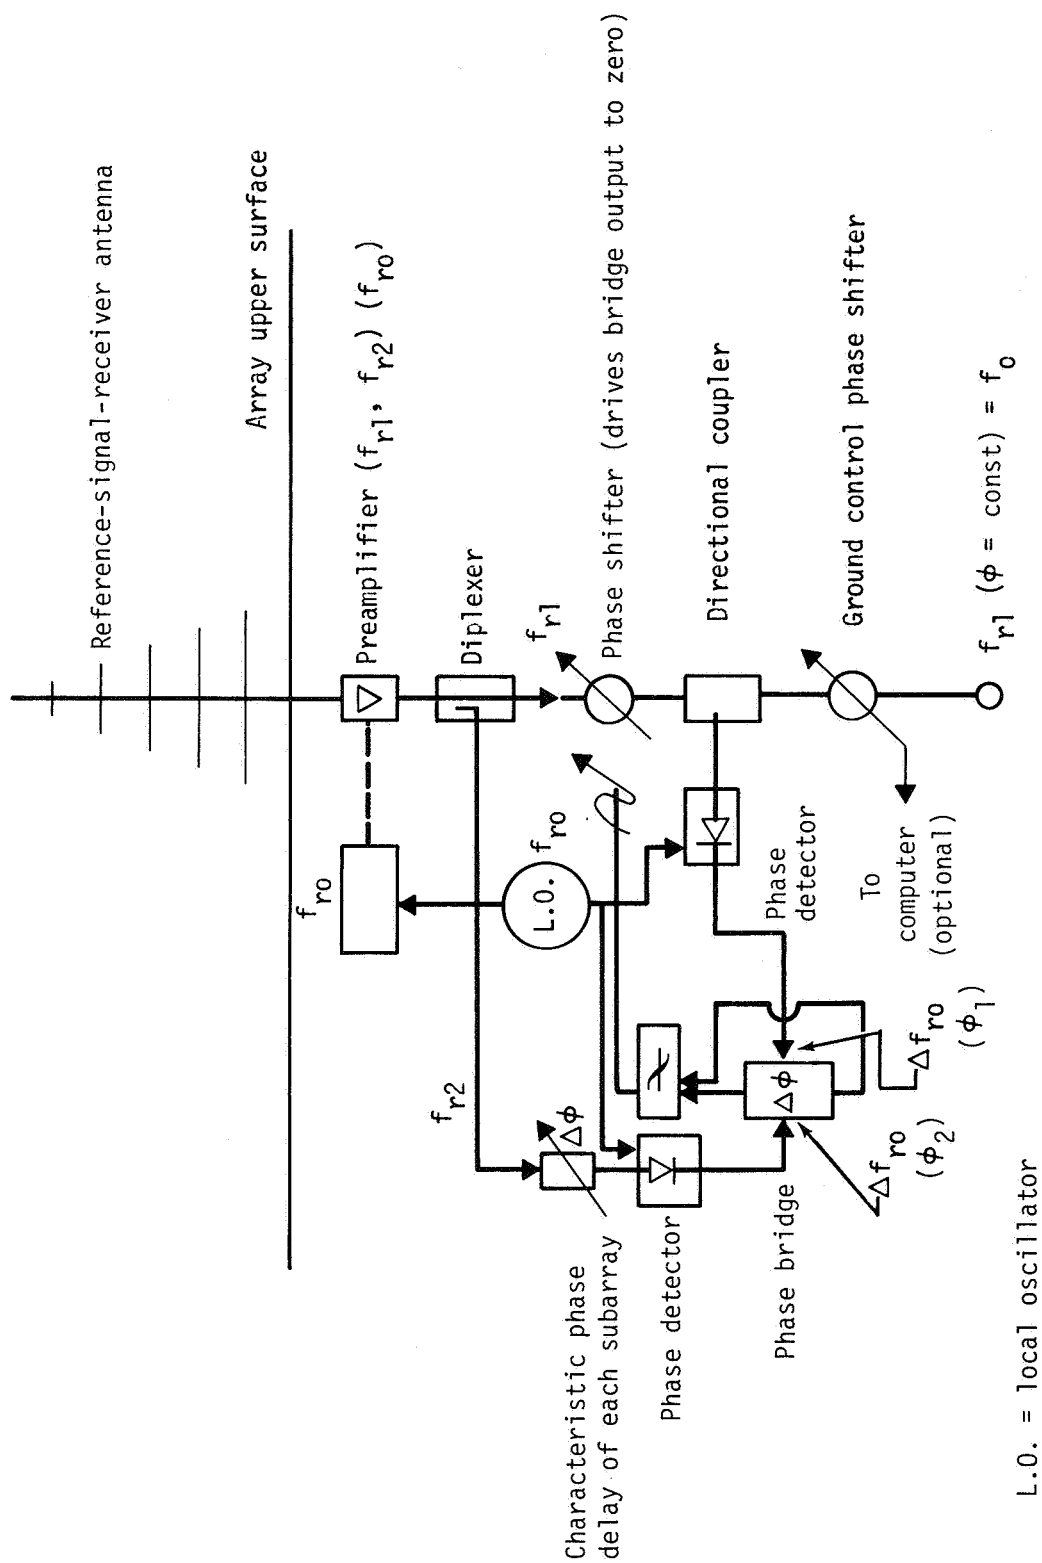 Reference-signal-receiver antenna
Array upper surface
f_ro
Preamplifier (f_r1, f_r2) (f_ro)
f_r2
Diplexer
L.O.
f_ro
f_r1
Characteristic phase
delay of each subarray
Δφ
Phase shifter (drives bridge output to zero)
Phase detector
Directional coupler
Phase bridge
Δφ
Phase
detector
Δf_ro
(φ_2)
Δf_ro
(φ_1)
To
computer
(optional)
Ground control phase shifter
f_r1 (φ = const) = f_0
L.O. = local oscillator